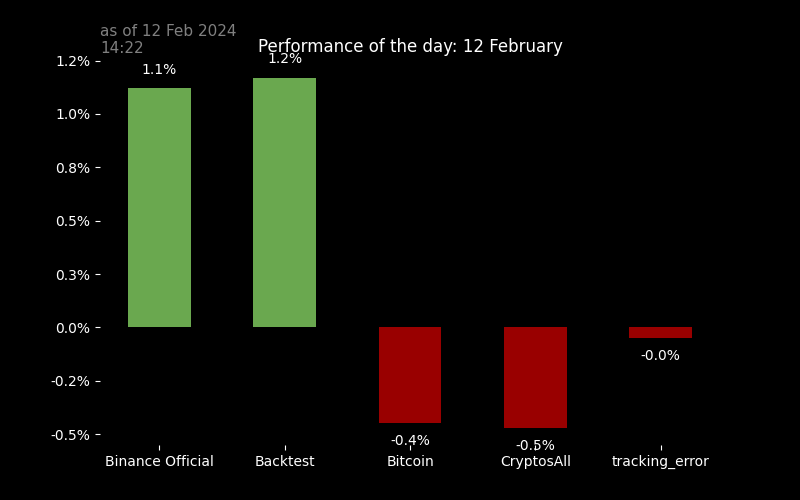 as of 12 Feb 2024
14:22
Performance of the day: 12 February
1.2%
1.0%
0.8%
0.5%
0.3%
0.0%
-0.2%
-0.5%
1.1%
1.2%
-0.4%
-0.5%
-0.0%
Binance Official
Backtest
Bitcoin
CryptosAll
tracking_error